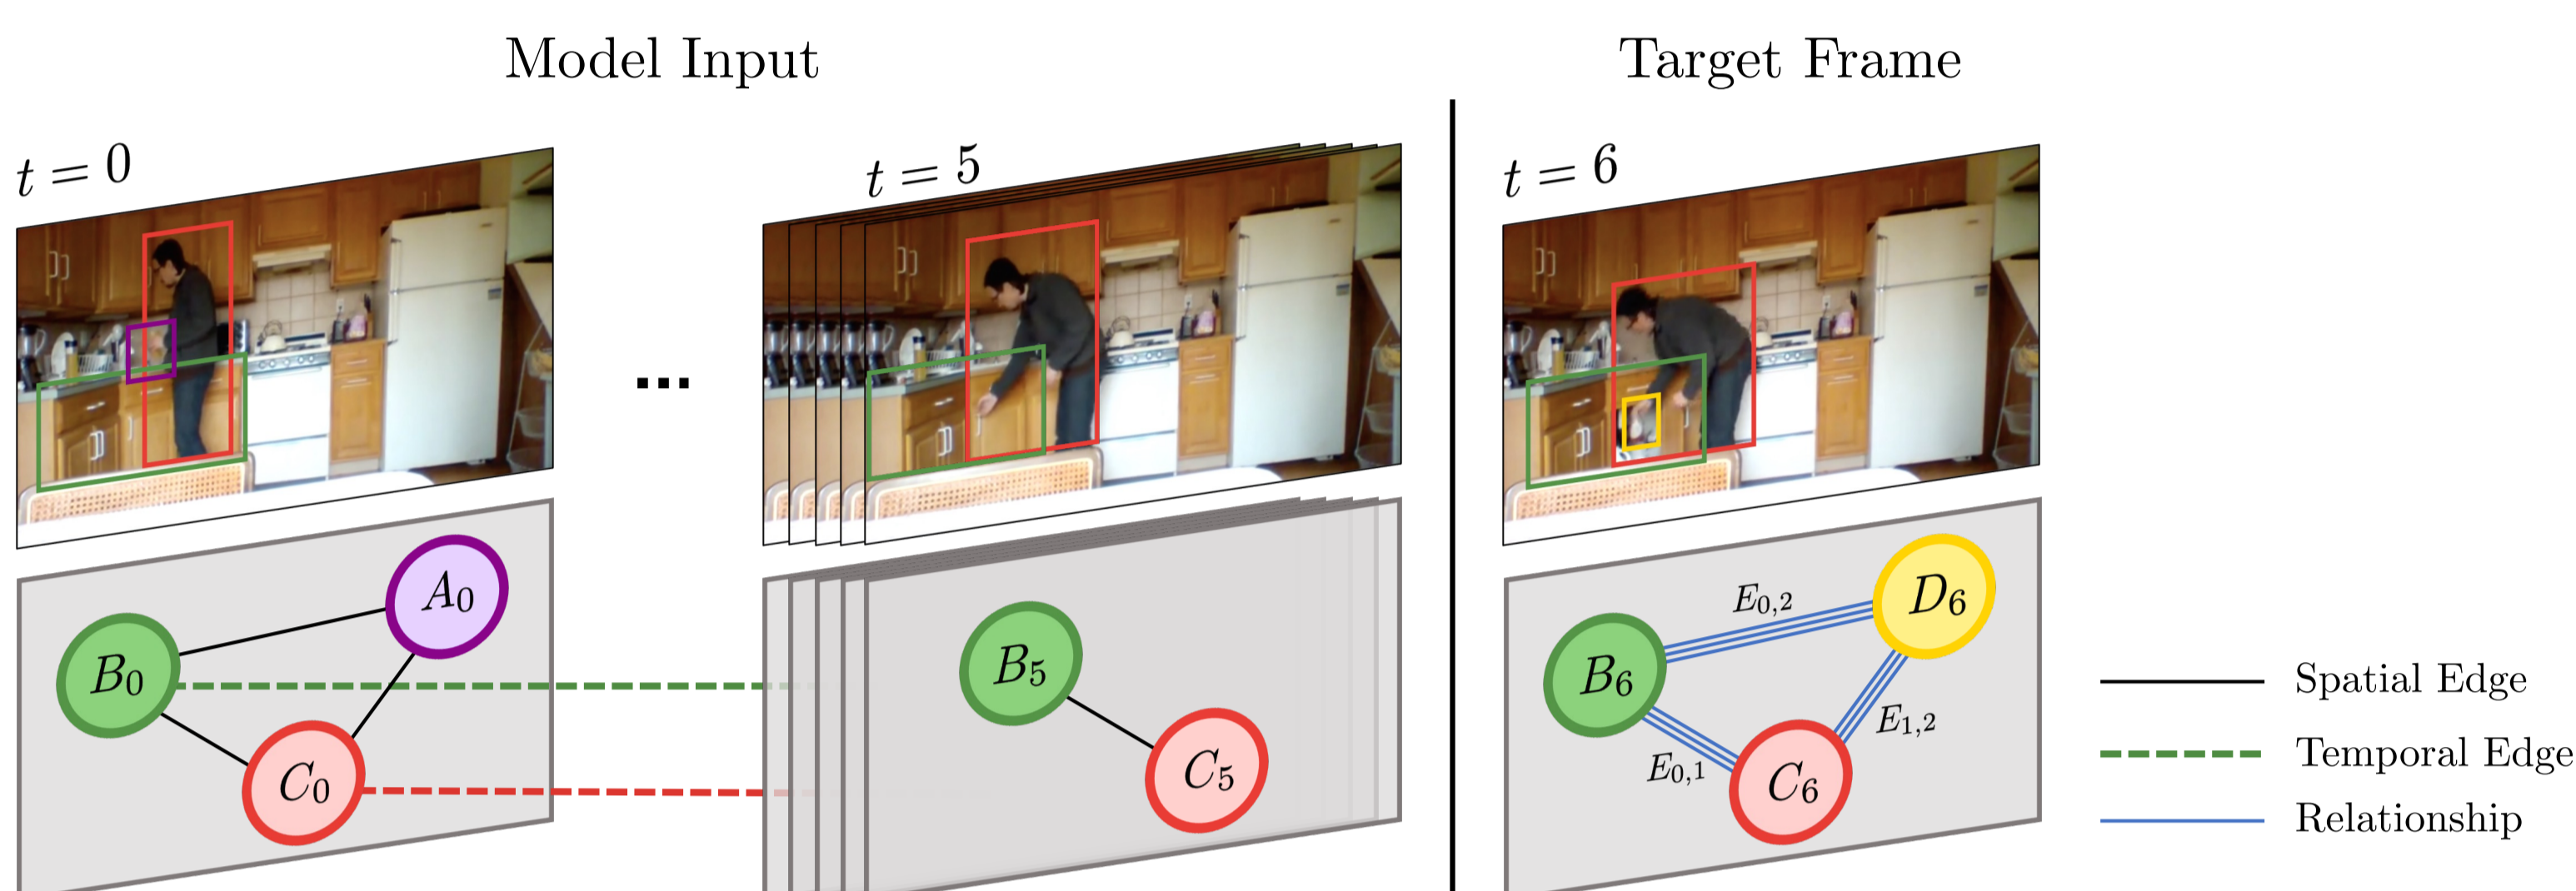 Model Input
Target Frame
t = 0
t = 5
t = 6
...
A₀
B₀
C₀
B₅
C₅
E₀,₂
D₆
B₆
E₁,₂
E₀,₁
C₆
Spatial Edge
Temporal Edge
Relationship